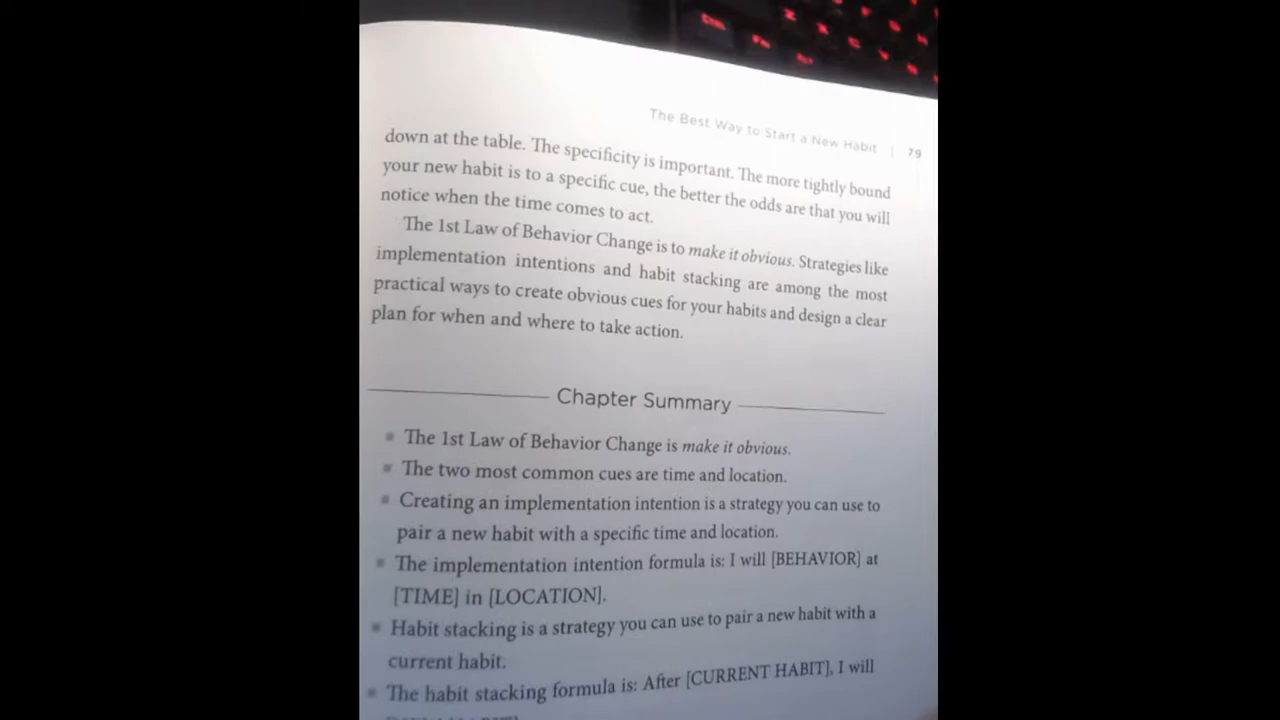 The Best Way to Start a New Habit | 79
down at the table. The specificity is important. The more tightly bound
your new habit is to a specific cue, the better the odds are that you will
notice when the time comes to act.
The 1st Law of Behavior Change is to make it obvious. Strategies like
implementation intentions and habit stacking are among the most
practical ways to create obvious cues for your habits and design a clear
plan for when and where to take action.
Chapter Summary
The 1st Law of Behavior Change is make it obvious.
The two most common cues are time and location.
Creating an implementation intention is a strategy you can use to
pair a new habit with a specific time and location.
The implementation intention formula is: I will [BEHAVIOR] at
[TIME] in [LOCATION].
Habit stacking is a strategy you can use to pair a new habit with a
current habit.
The habit stacking formula is: After [CURRENT HABIT], I will